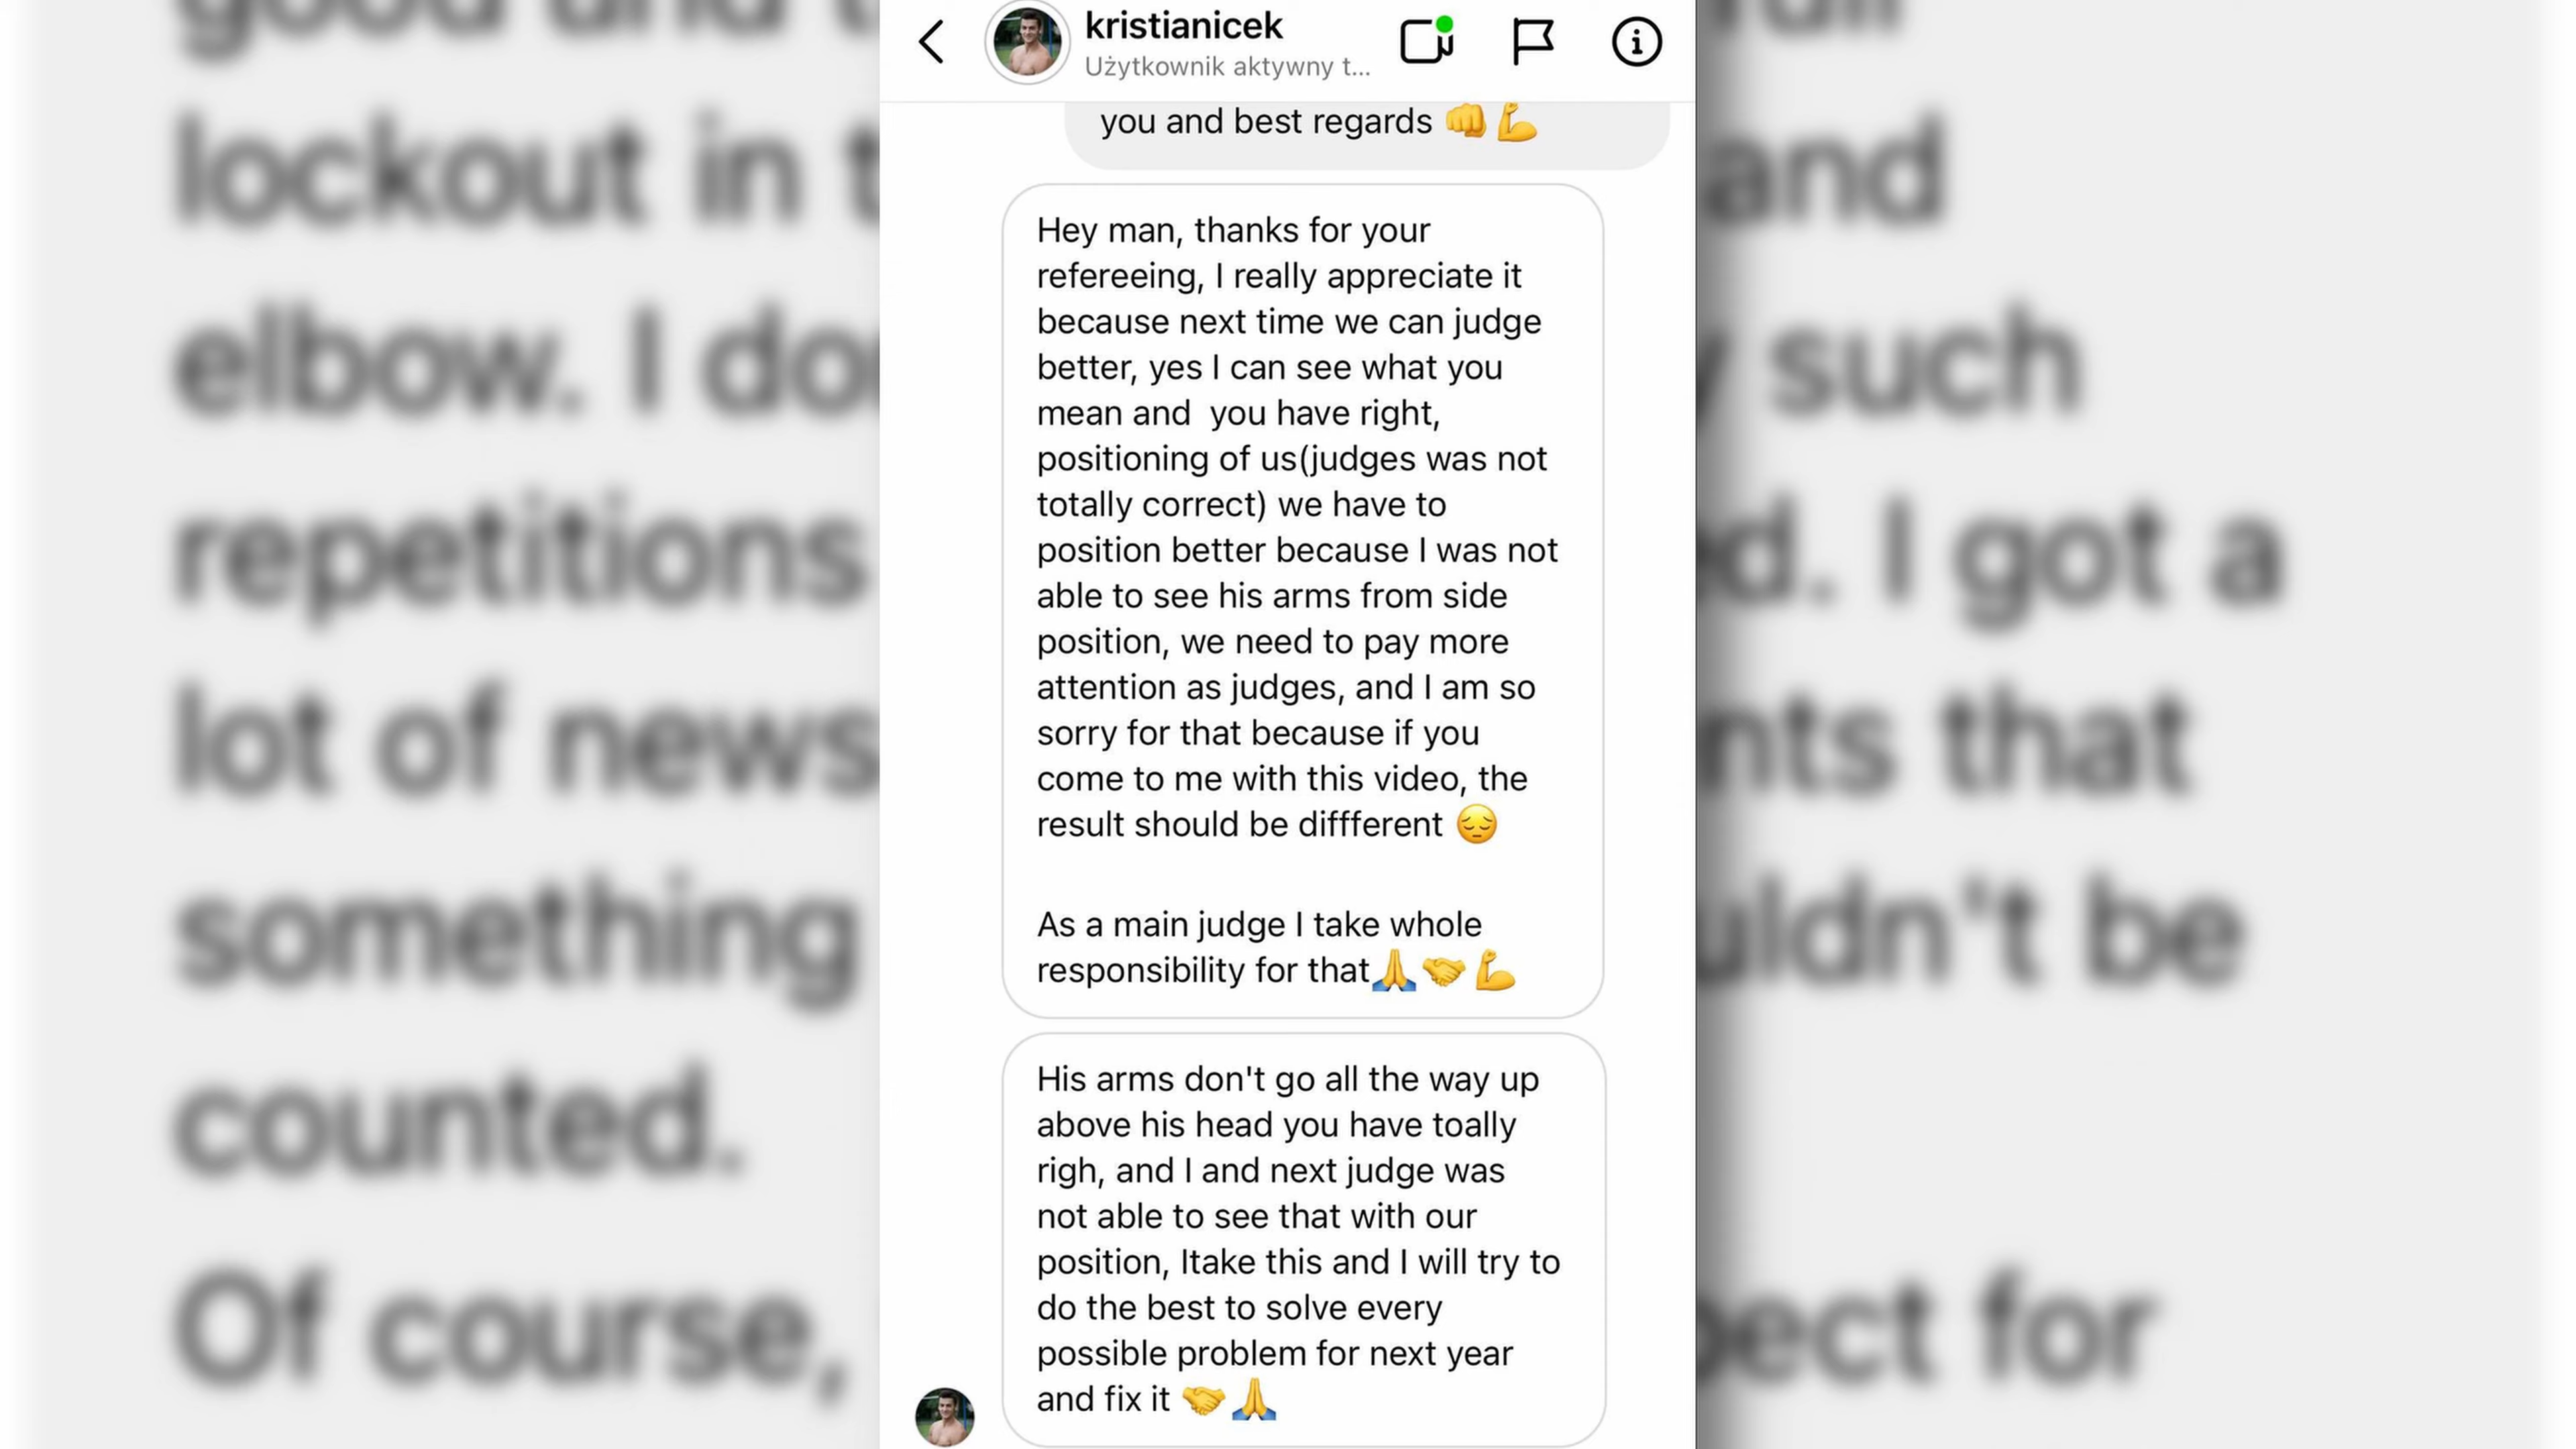 kristianicek
Użytkownik aktywny t...
you and best regards 👊💪
Hey man, thanks for your
refereeing, I really appreciate it
because next time we can judge
better, yes I can see what you
mean and  you have right,
positioning of us(judges was not
totally correct) we have to
position better because I was not
able to see his arms from side
position, we need to pay more
attention as judges, and I am so
sorry for that because if you
come to me with this video, the
result should be diffferent 😔
As a main judge I take whole
responsibility for that🙏🤝💪
His arms don't go all the way up
above his head you have toally
righ, and I and next judge was
not able to see that with our
position, Itake this and I will try to
do the best to solve every
possible problem for next year
and fix it 🤝🙏
lockout in
and
elbow. I
such
repetitions
I got a
lot of news
that
something
be
counted.
Of course,
for